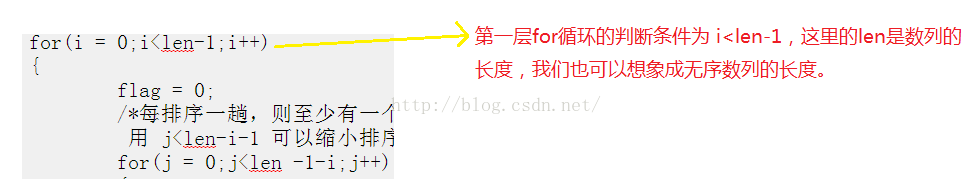 for(i = 0;i<len-1;i++)
第一层for循环的判断条件为 i<len-1，这里的len是数列的
长度，我们也可以想象成无序数列的长度。
{
flag = 0;
/*每排序一趟，则至少有一个
http://blog.csdn.net/
用 j<len-i-1 可以缩小排序
for(j = 0;j<len -1-i;j++)